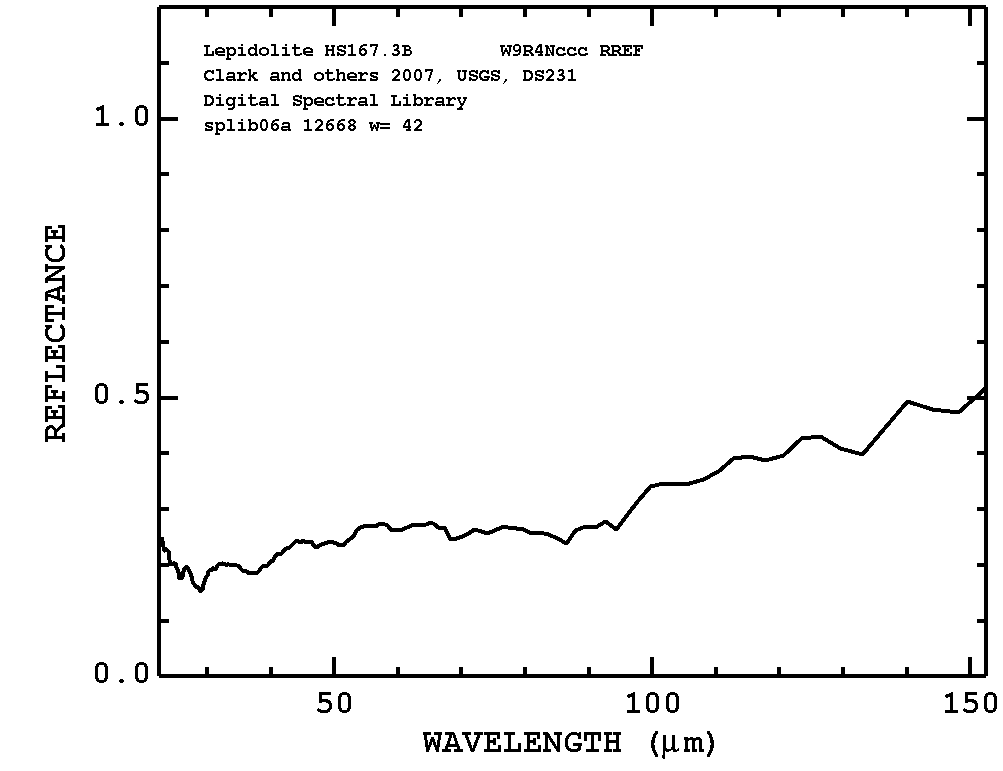 Lepidolite HS167.3B W9R4Nccc RREF
Clark and others 2007, USGS, DS231
Digital Spectral Library
splib06a 12668 w= 42
1.0
0.5
0.0
REFLECTANCE
50 100 150
WAVELENGTH (μm)